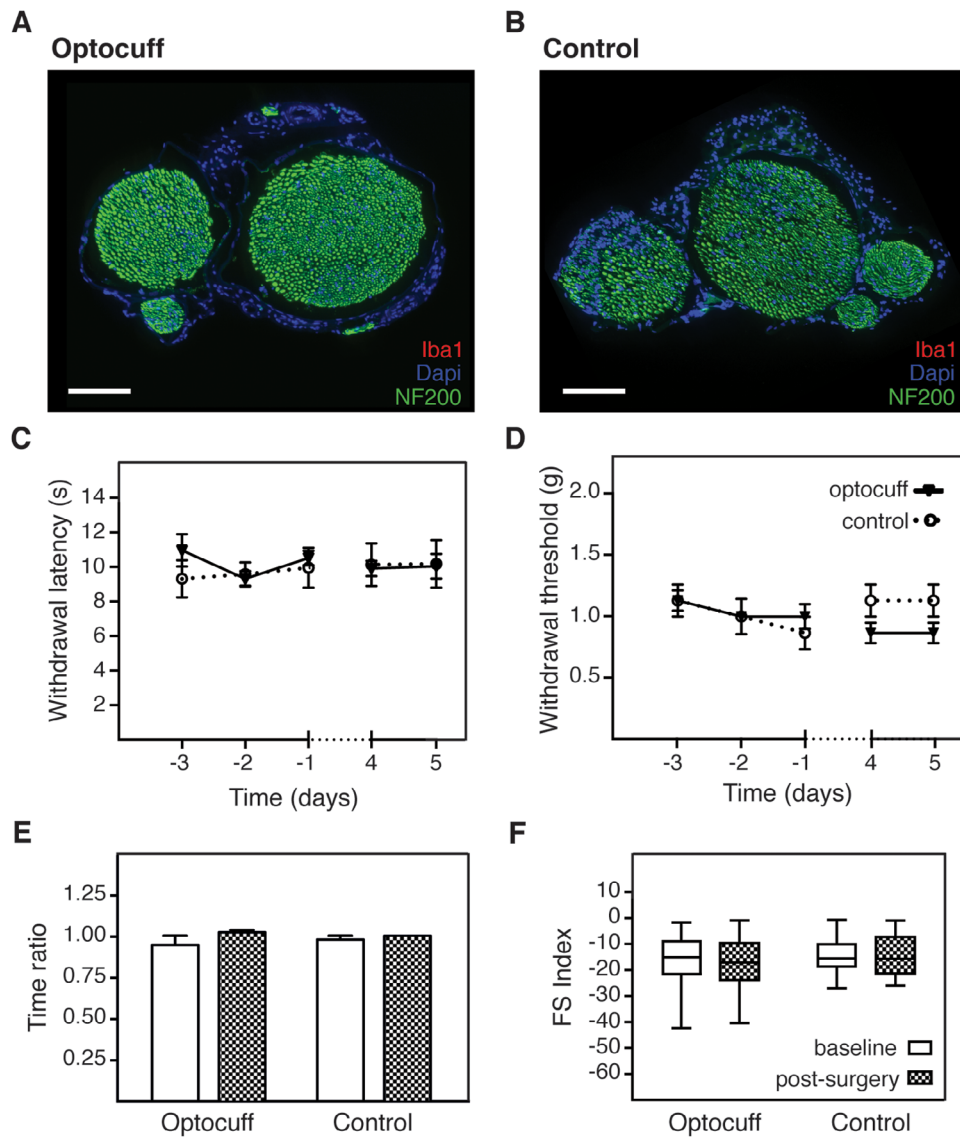 A
Optocuff
Iba1
Dapi
NF200
B
Control
Iba1
Dapi
NF200
C
Withdrawal latency (s)
14
12
10
8
6
4
2
-3 -2 -1 4 5
Time (days)
D
Withdrawal threshold (g)
2.0
1.5
1.0
0.5
optocuff
control
-3 -2 -1 4 5
Time (days)
E
Time ratio
1.25
1.00
0.75
0.50
0.25
Optocuff Control
F
FS Index
10
0
-10
-20
-30
-40
-50
-60
baseline
post-surgery
Optocuff Control